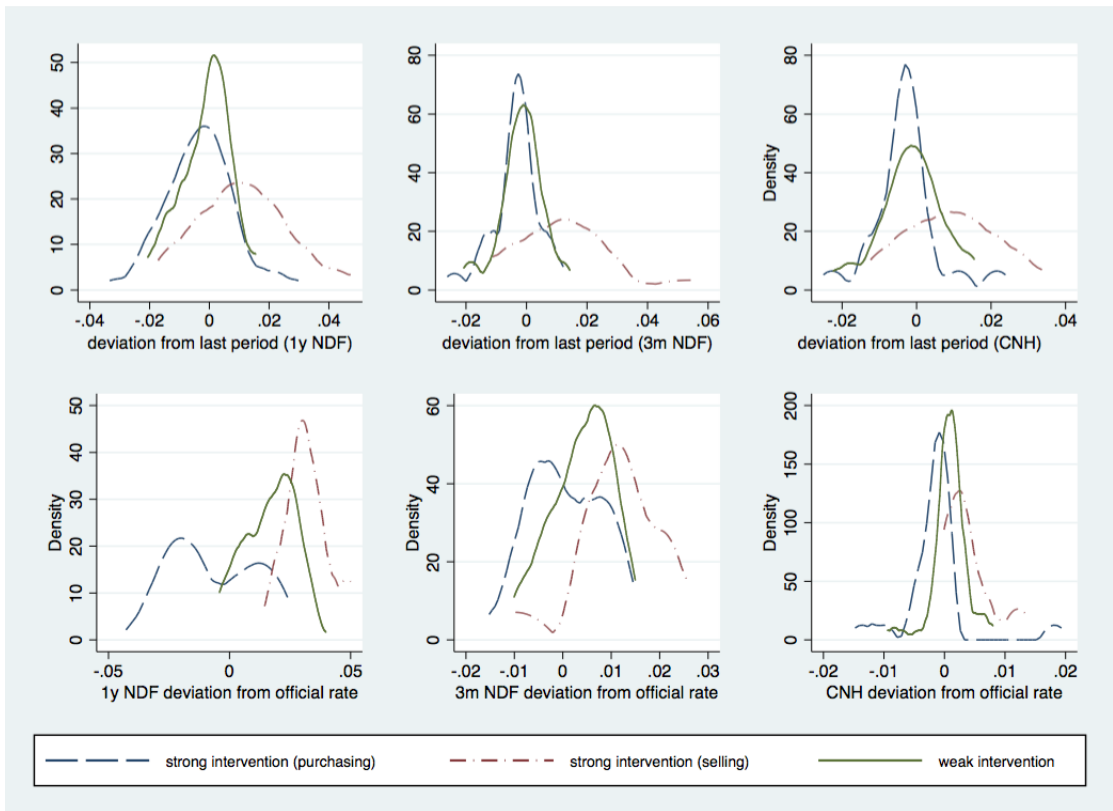 50
40
30
20
10
0
-.04 -.02 0 .02 .04
deviation from last period (1y NDF)
80
60
40
20
0
-.02 0 .02 .04 .06
deviation from last period (3m NDF)
Density
80
60
40
20
0
-.02 0 .02 .04
deviation from last period (CNH)
Density
50
40
30
20
10
0
-.05 0 .05
1y NDF deviation from official rate
Density
60
40
20
0
-.02 -.01 0 .01 .02 .03
3m NDF deviation from official rate
Density
200
150
100
50
0
-.02 -.01 0 .01 .02
CNH deviation from official rate
strong intervention (purchasing) strong intervention (selling) weak intervention